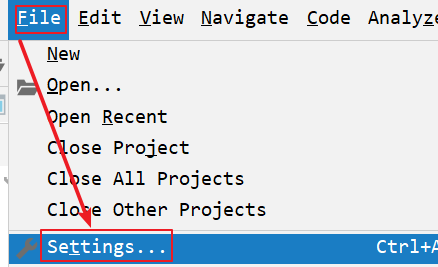 File Edit View Navigate Code Analyze
New
Open...
Open Recent
Close Project
Close All Projects
Close Other Projects
Settings... Ctrl+A